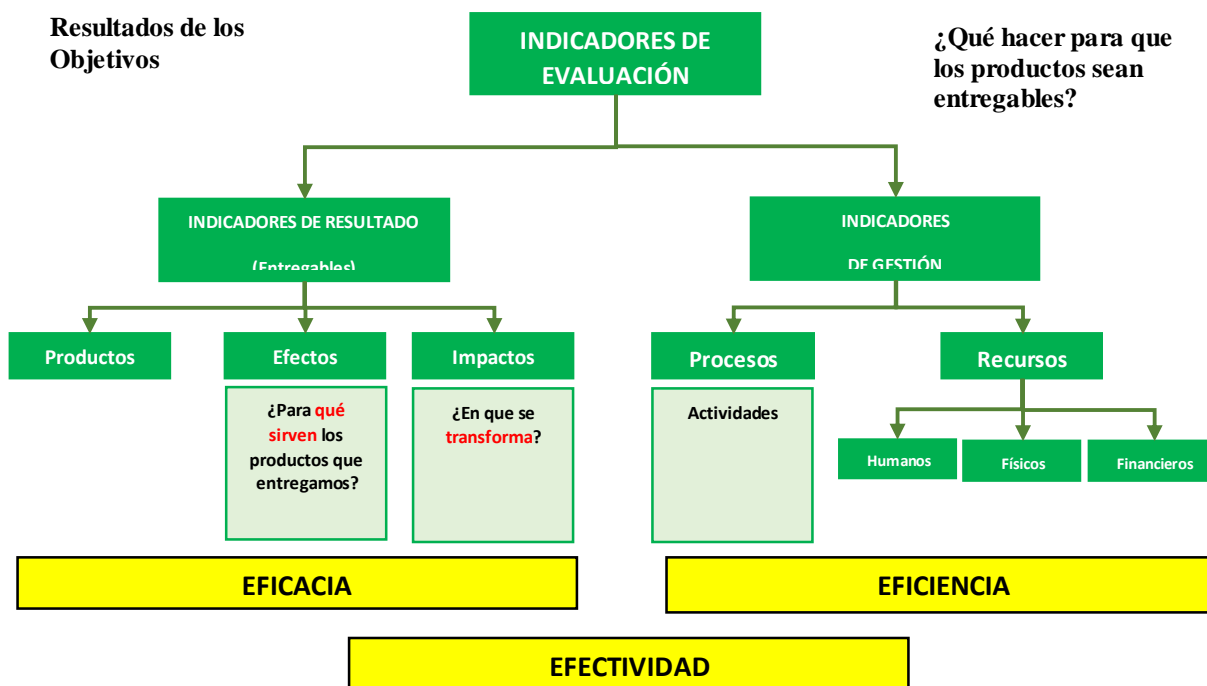 Resultados de los
Objetivos
INDICADORES DE
EVALUACIÓN
¿Qué hacer para que
los productos sean
entregables?
INDICADORES DE RESULTADO
(Entregables)
INDICADORES
DE GESTIÓN
Productos
Efectos
Impactos
Procesos
Recursos
¿Para qué
sirven los
productos que
entregamos?
¿En que se
transforma?
Actividades
Humanos
Físicos
Financieros
EFICACIA
EFICIENCIA
EFECTIVIDAD